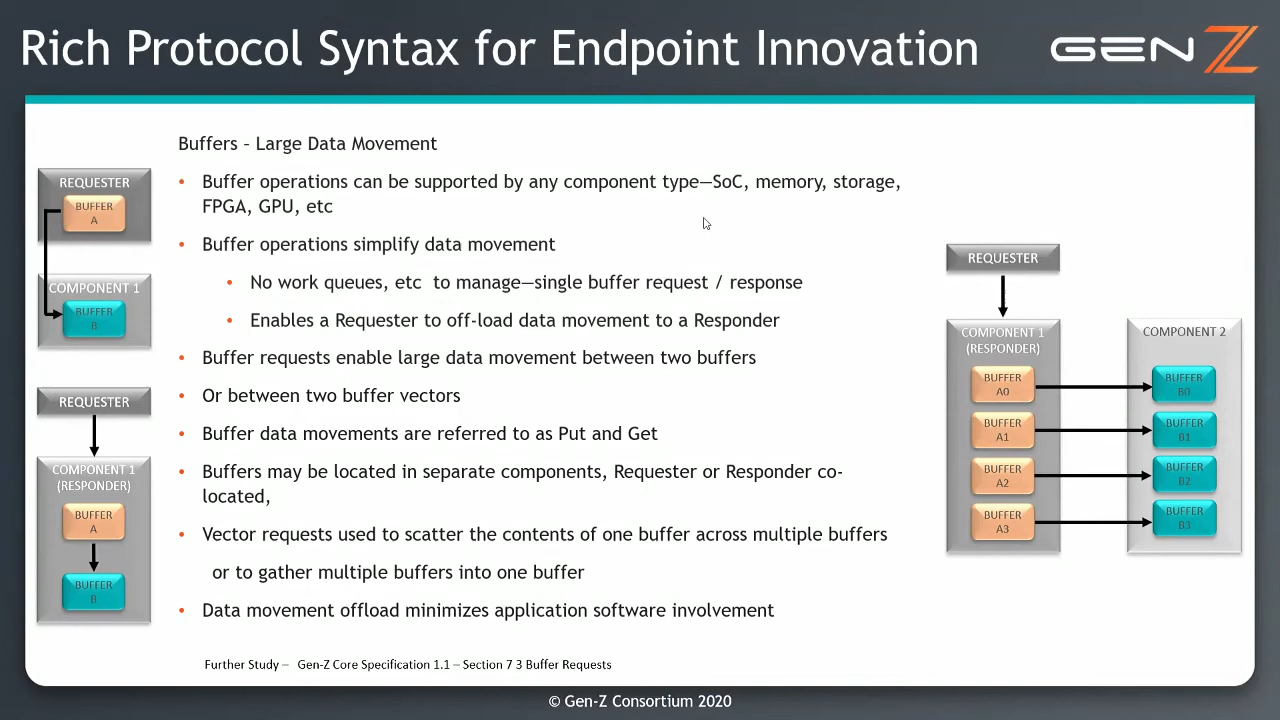 Rich Protocol Syntax for Endpoint Innovation
GEN Z
Buffers – Large Data Movement
• Buffer operations can be supported by any component type—SoC, memory, storage,
FPGA, GPU, etc
• Buffer operations simplify data movement
• No work queues, etc to manage—single buffer request / response
• Enables a Requester to off-load data movement to a Responder
• Buffer requests enable large data movement between two buffers
• Or between two buffer vectors
• Buffer data movements are referred to as Put and Get
• Buffers may be located in separate components, Requester or Responder co-
located,
• Vector requests used to scatter the contents of one buffer across multiple buffers
or to gather multiple buffers into one buffer
• Data movement offload minimizes application software involvement
Further Study – Gen-Z Core Specification 1.1 – Section 7 3 Buffer Requests
REQUESTER
BUFFER
A
COMPONENT 1
BUFFER
B
REQUESTER
COMPONENT 1
(RESPONDER)
BUFFER
A
BUFFER
B
REQUESTER
COMPONENT 1
(RESPONDER)
BUFFER
A0
BUFFER
A1
BUFFER
A2
BUFFER
A3
COMPONENT 2
BUFFER
B0
BUFFER
B1
BUFFER
B2
BUFFER
B3
© Gen-Z Consortium 2020